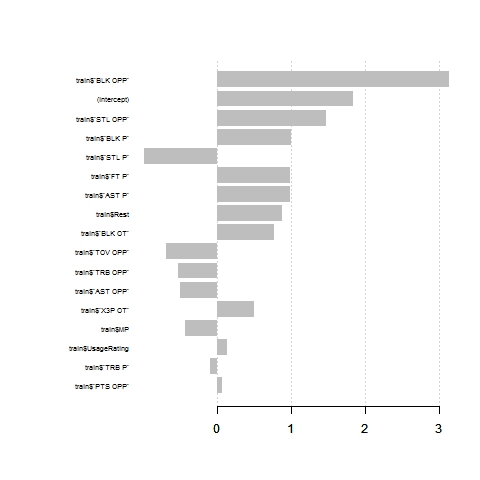 train$`BLK OPP`
(Intercept)
train$`STL OPP`
train$`BLK P`
train$`STL P`
train$`FT P`
train$`AST P`
train$Rest
train$`BLK OT`
train$`TOV OPP`
train$`TRB OPP`
train$`AST OPP`
train$`X3P OT`
train$MP
train$UsageRating
train$`TRB P`
train$`PTS OPP`
0 1 2 3